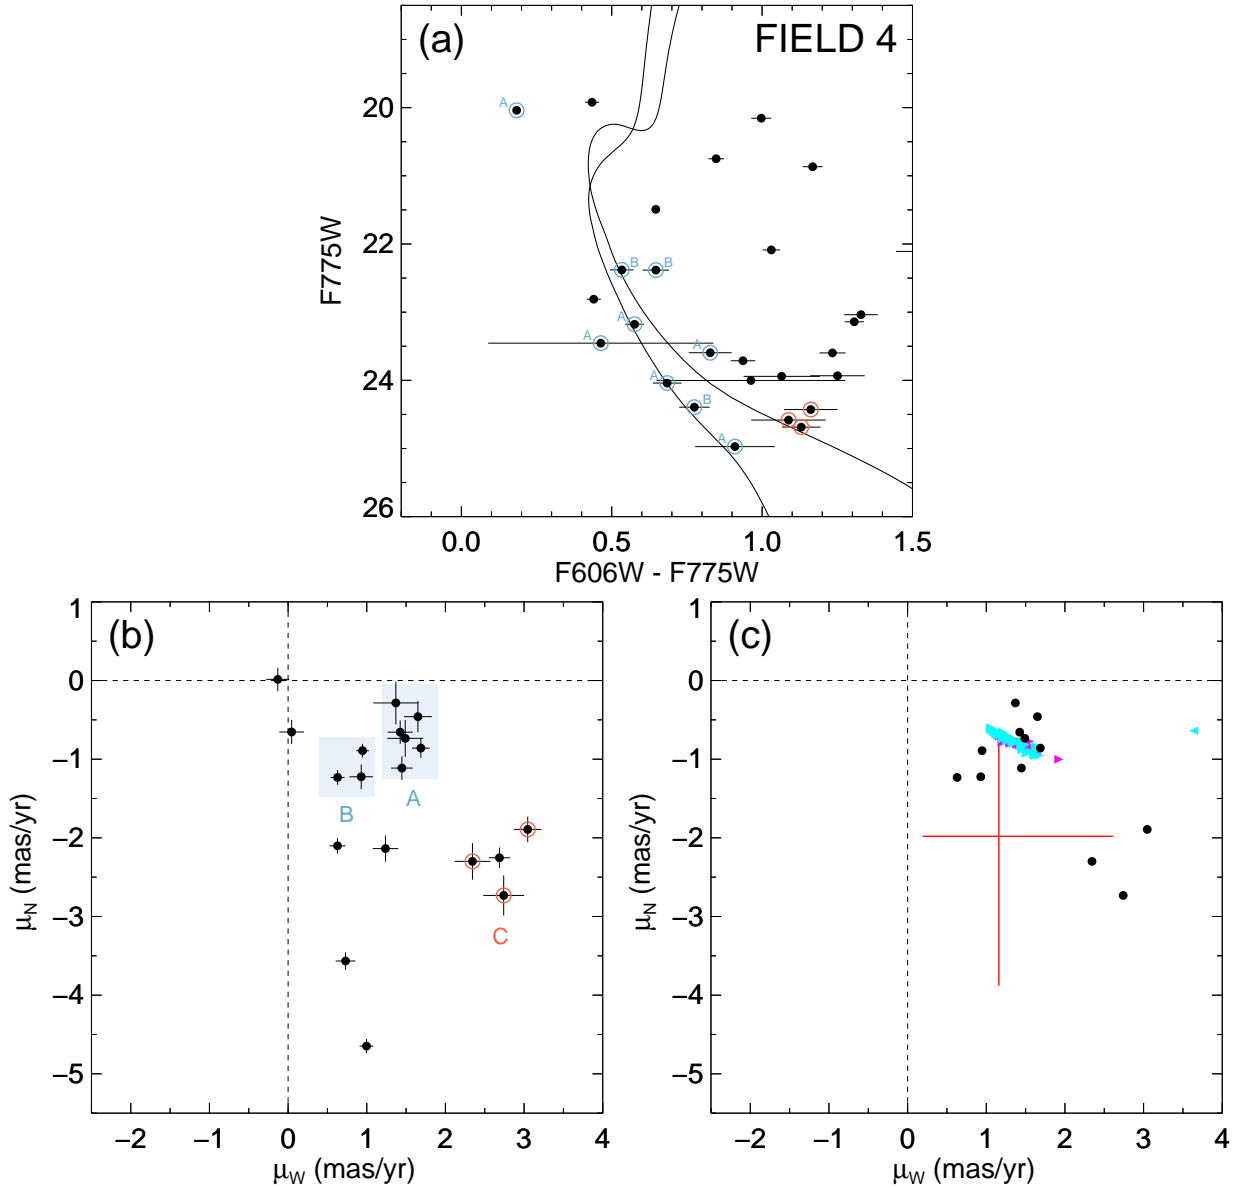 (a)
FIELD 4
F775W
20
22
24
26
A
B B
A
A
A
A
B
A
0.0 0.5 1.0 1.5
F606W - F775W
(b)
μN (mas/yr)
1
0
−1
−2
−3
−4
−5
A
B
C
−2 −1 0 1 2 3 4
μW (mas/yr)
(c)
μN (mas/yr)
1
0
−1
−2
−3
−4
−5
−2 −1 0 1 2 3 4
μW (mas/yr)